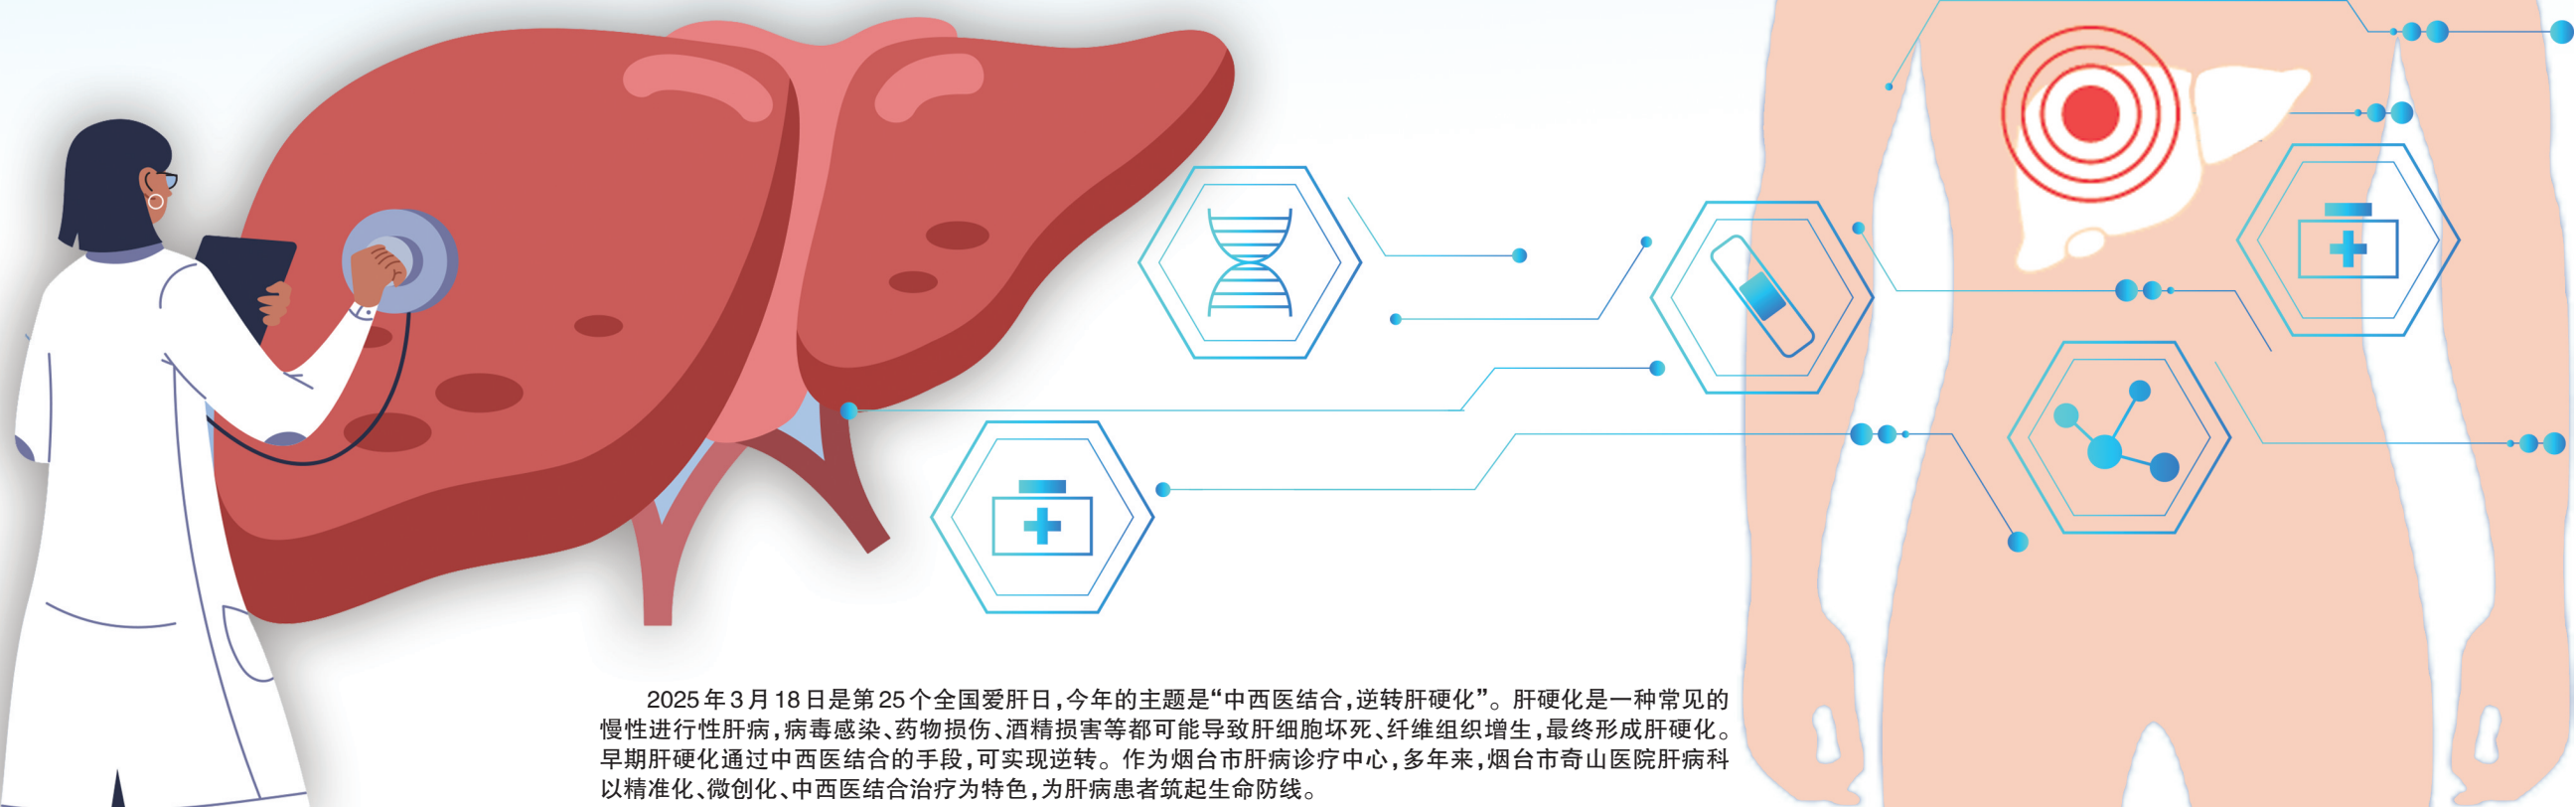 2025年3月18日是第25个全国爱肝日,今年的主题是“中西医结合,逆转肝硬化”。肝硬化是一种常见的
慢性进行性肝病,病毒感染、药物损伤、酒精损害等都可能导致肝细胞坏死、纤维组织增生,最终形成肝硬化。
早期肝硬化通过中西医结合的手段,可实现逆转。作为烟台市肝病诊疗中心,多年来,烟台市奇山医院肝病科
以精准化、微创化、中西医结合治疗为特色,为肝病患者筑起生命防线。